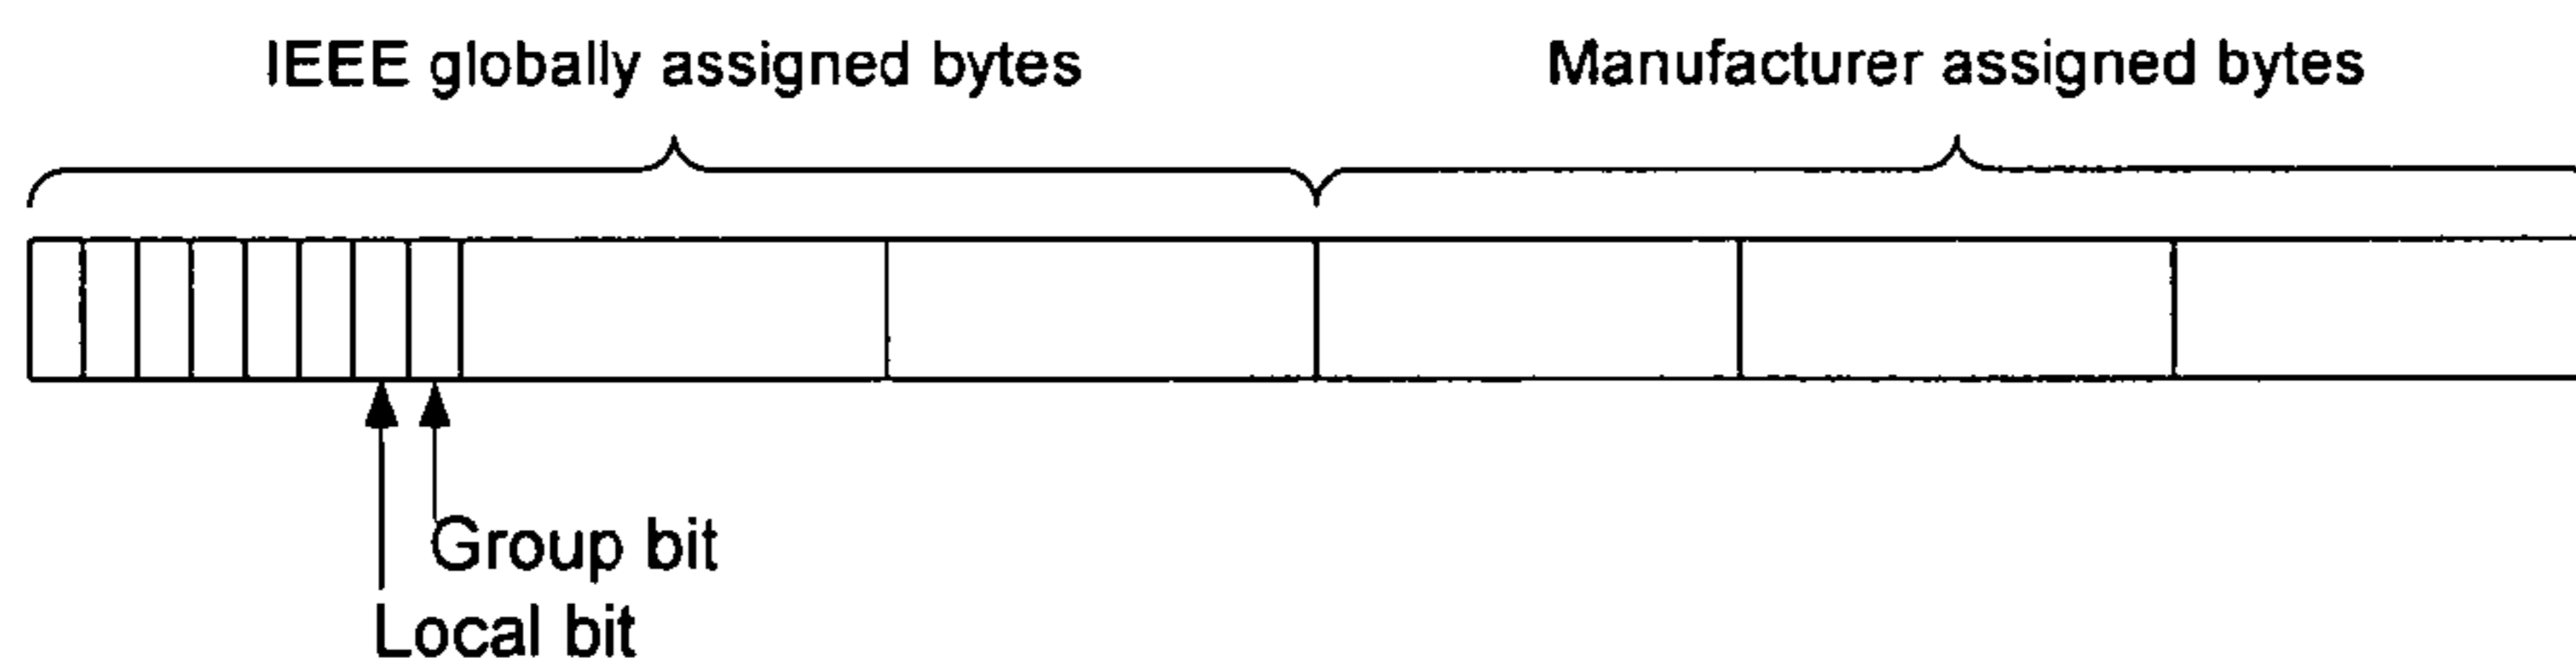 IEEE globally assigned bytes
Manufacturer assigned bytes
Group bit
Local bit